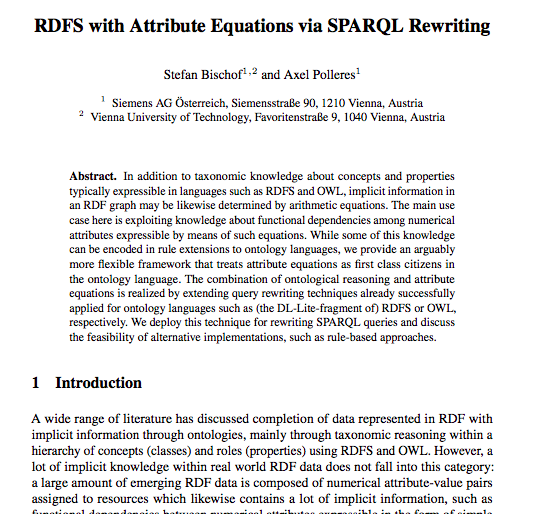 RDFS with Attribute Equations via SPARQL Rewriting
Stefan Bischof1,2 and Axel Polleres1
1 Siemens AG Österreich, Siemensstraße 90, 1210 Vienna, Austria
2 Vienna University of Technology, Favoritenstraße 9, 1040 Vienna, Austria
Abstract. In addition to taxonomic knowledge about concepts and properties
typically expressible in languages such as RDFS and OWL, implicit information in
an RDF graph may be likewise determined by arithmetic equations. The main use
case here is exploiting knowledge about functional dependencies among numerical
attributes expressible by means of such equations. While some of this knowledge
can be encoded in rule extensions to ontology languages, we provide an arguably
more flexible framework that treats attribute equations as first class citizens in
the ontology language. The combination of ontological reasoning and attribute
equations is realized by extending query rewriting techniques already successfully
applied for ontology languages such as (the DL-Lite-fragment of) RDFS or OWL,
respectively. We deploy this technique for rewriting SPARQL queries and discuss
the feasibility of alternative implementations, such as rule-based approaches.
1 Introduction
A wide range of literature has discussed completion of data represented in RDF with
implicit information through ontologies, mainly through taxonomic reasoning within a
hierarchy of concepts (classes) and roles (properties) using RDFS and OWL. However, a
lot of implicit knowledge within real world RDF data does not fall into this category:
a large amount of emerging RDF data is composed of numerical attribute-value pairs
assigned to resources which likewise contains a lot of implicit information, such as
functional dependencies between numerical attributes expressible in the form of simple